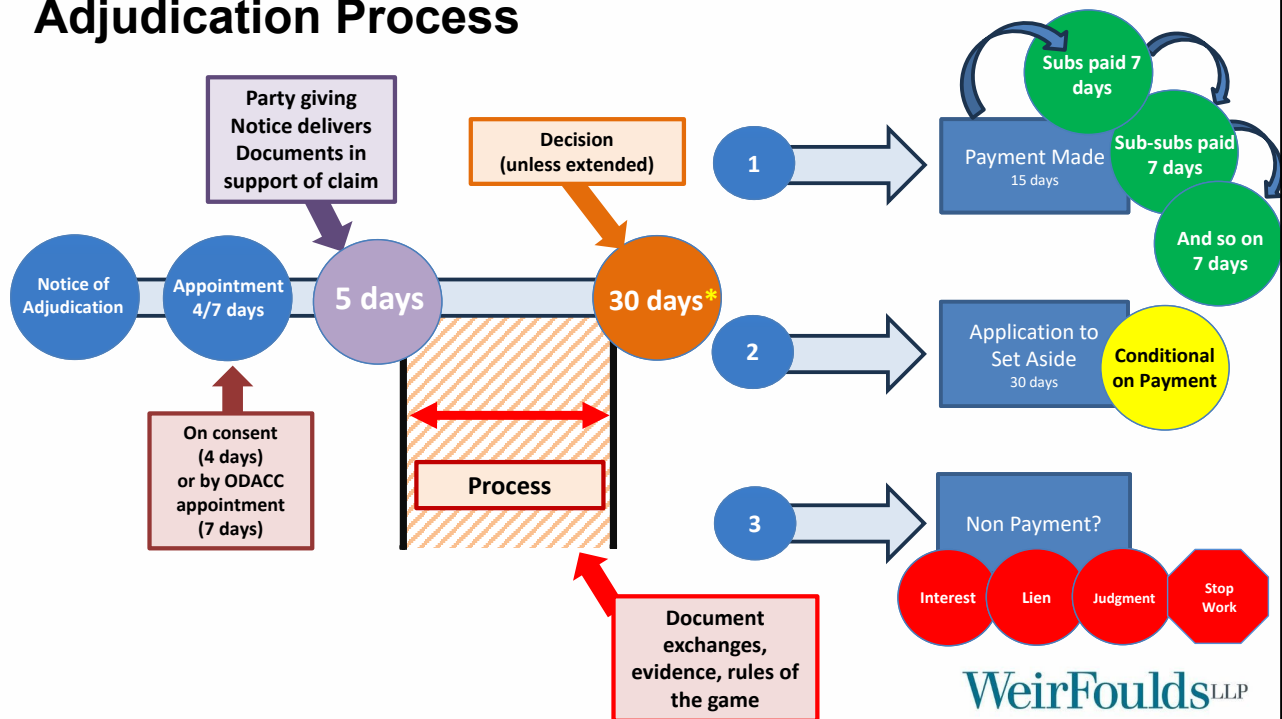 Adjudication Process
Party giving
Notice delivers
Documents in
support of claim
Decision
(unless extended)
Notice of
Adjudication
Appointment
4/7 days
5 days
30 days*
On consent
(4 days)
or by ODACC
appointment
(7 days)
Process
Document
exchanges,
evidence, rules of
the game
1
Payment Made
15 days
Subs paid 7
days
Sub-subs paid
7 days
And so on
7 days
2
Application to
Set Aside
30 days
Conditional
on Payment
3
Non Payment?
Interest
Lien
Judgment
Stop
Work
WeirFoulds LLP